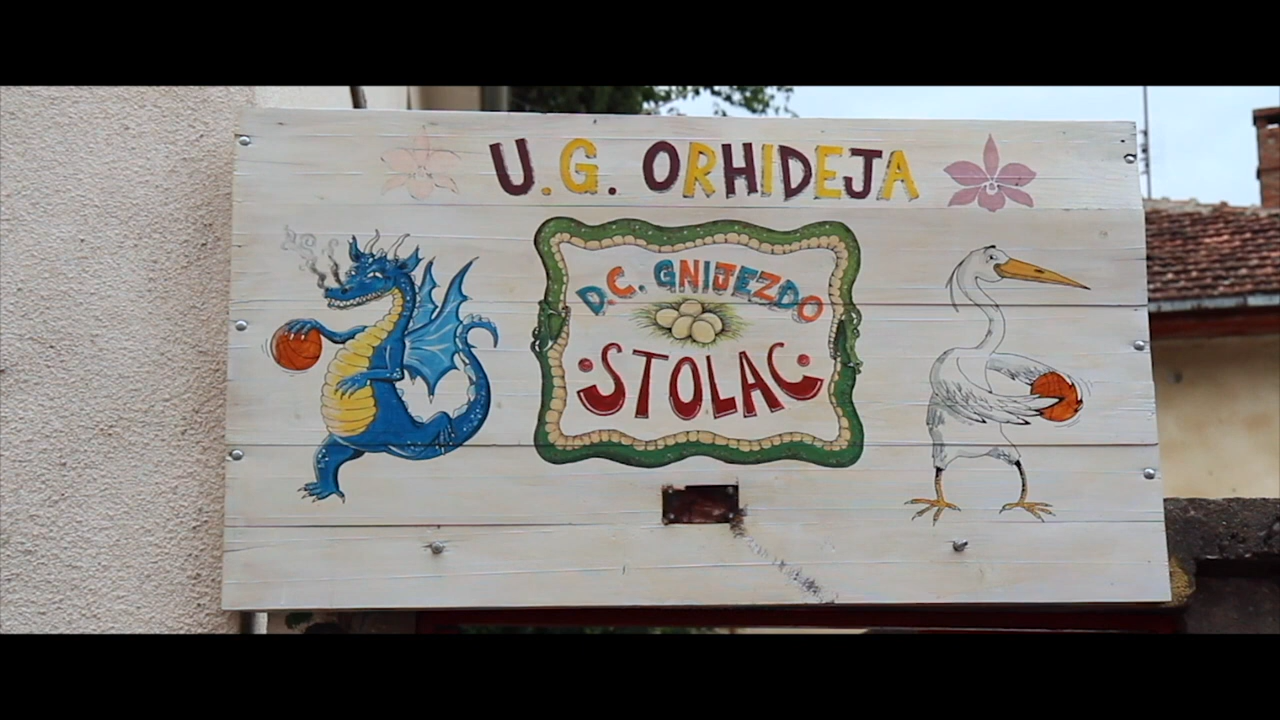 U.G. ORHIDEJA
D.C. GNIJEZDO
•STOLAC•